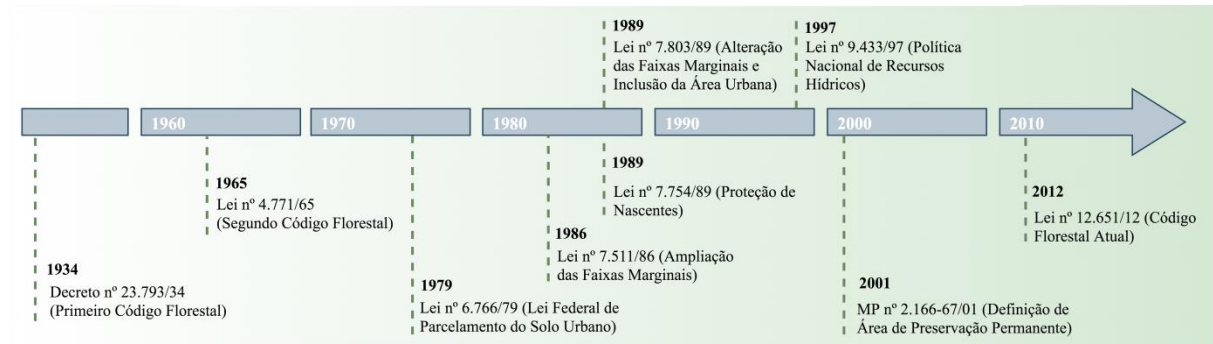 1989
Lei nº 7.803/89 (Alteração
das Faixas Marginais e
Inclusão da Área Urbana)
1997
Lei nº 9.433/97 (Política
Nacional de Recursos
Hídricos)
1960
1970
1980
1990
2000
2010
1934
Decreto nº 23.793/34
(Primeiro Código Florestal)
1965
Lei nº 4.771/65
(Segundo Código Florestal)
1979
Lei nº 6.766/79 (Lei Federal de
Parcelamento do Solo Urbano)
1986
Lei nº 7.511/86 (Ampliação
das Faixas Marginais)
1989
Lei nº 7.754/89 (Proteção de
Nascentes)
2001
MP nº 2.166-67/01 (Definição de
Área de Preservação Permanente)
2012
Lei nº 12.651/12 (Código
Florestal Atual)